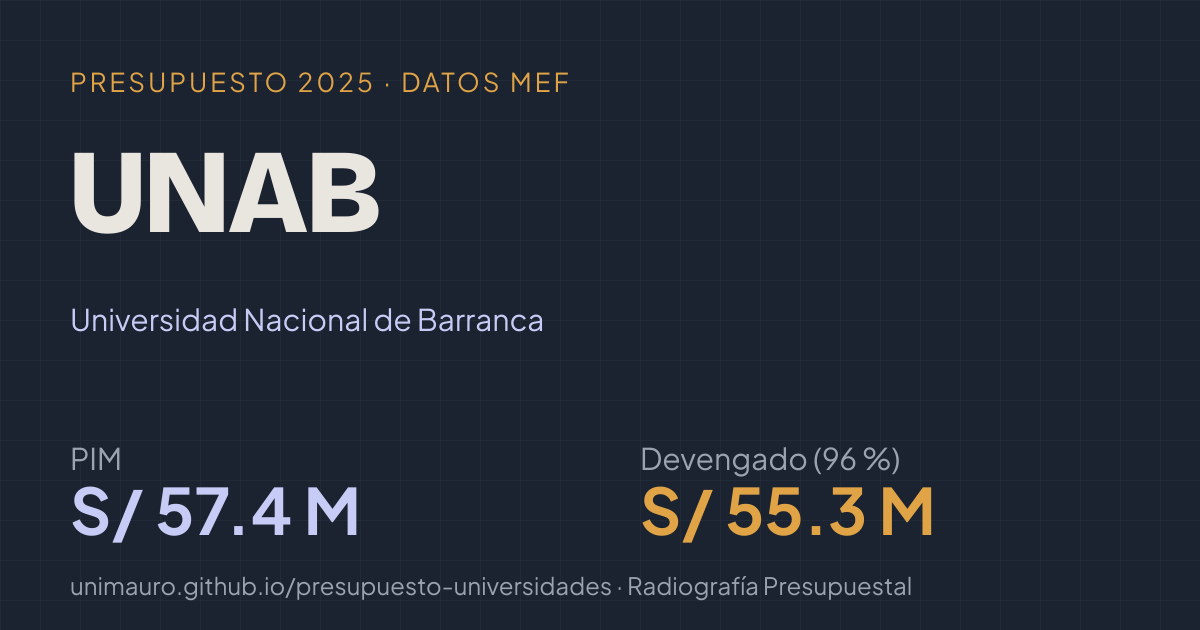 PRESUPUESTO 2025 · DATOS MEF
UNAB
Universidad Nacional de Barranca
PIM
S/ 57.4 M
Devengado (96 %)
S/ 55.3 M
unimauro.github.io/presupuesto-universidades · Radiografía Presupuestal